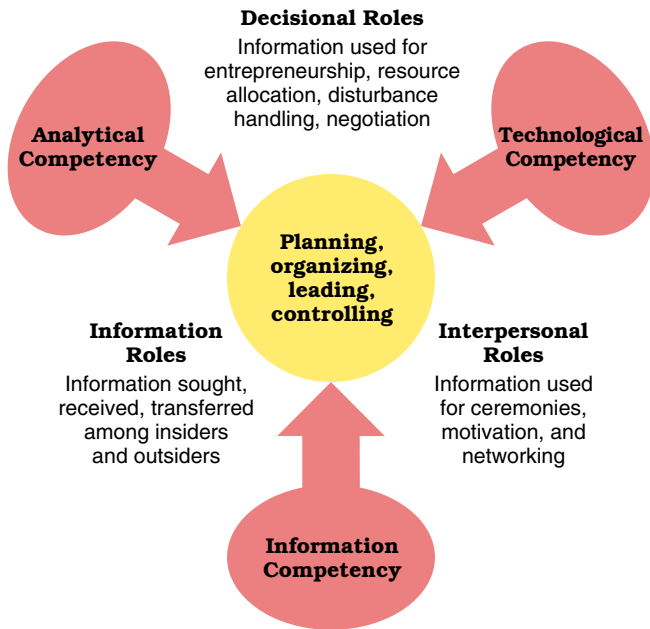 Decisional Roles
Information used for
entrepreneurship, resource
allocation, disturbance
handling, negotiation
Analytical
Competency
Technological
Competency
Planning,
organizing,
leading,
controlling
Information
Roles
Information sought,
received, transferred
among insiders
and outsiders
Interpersonal
Roles
Information used
for ceremonies,
motivation, and
networking
Information
Competency